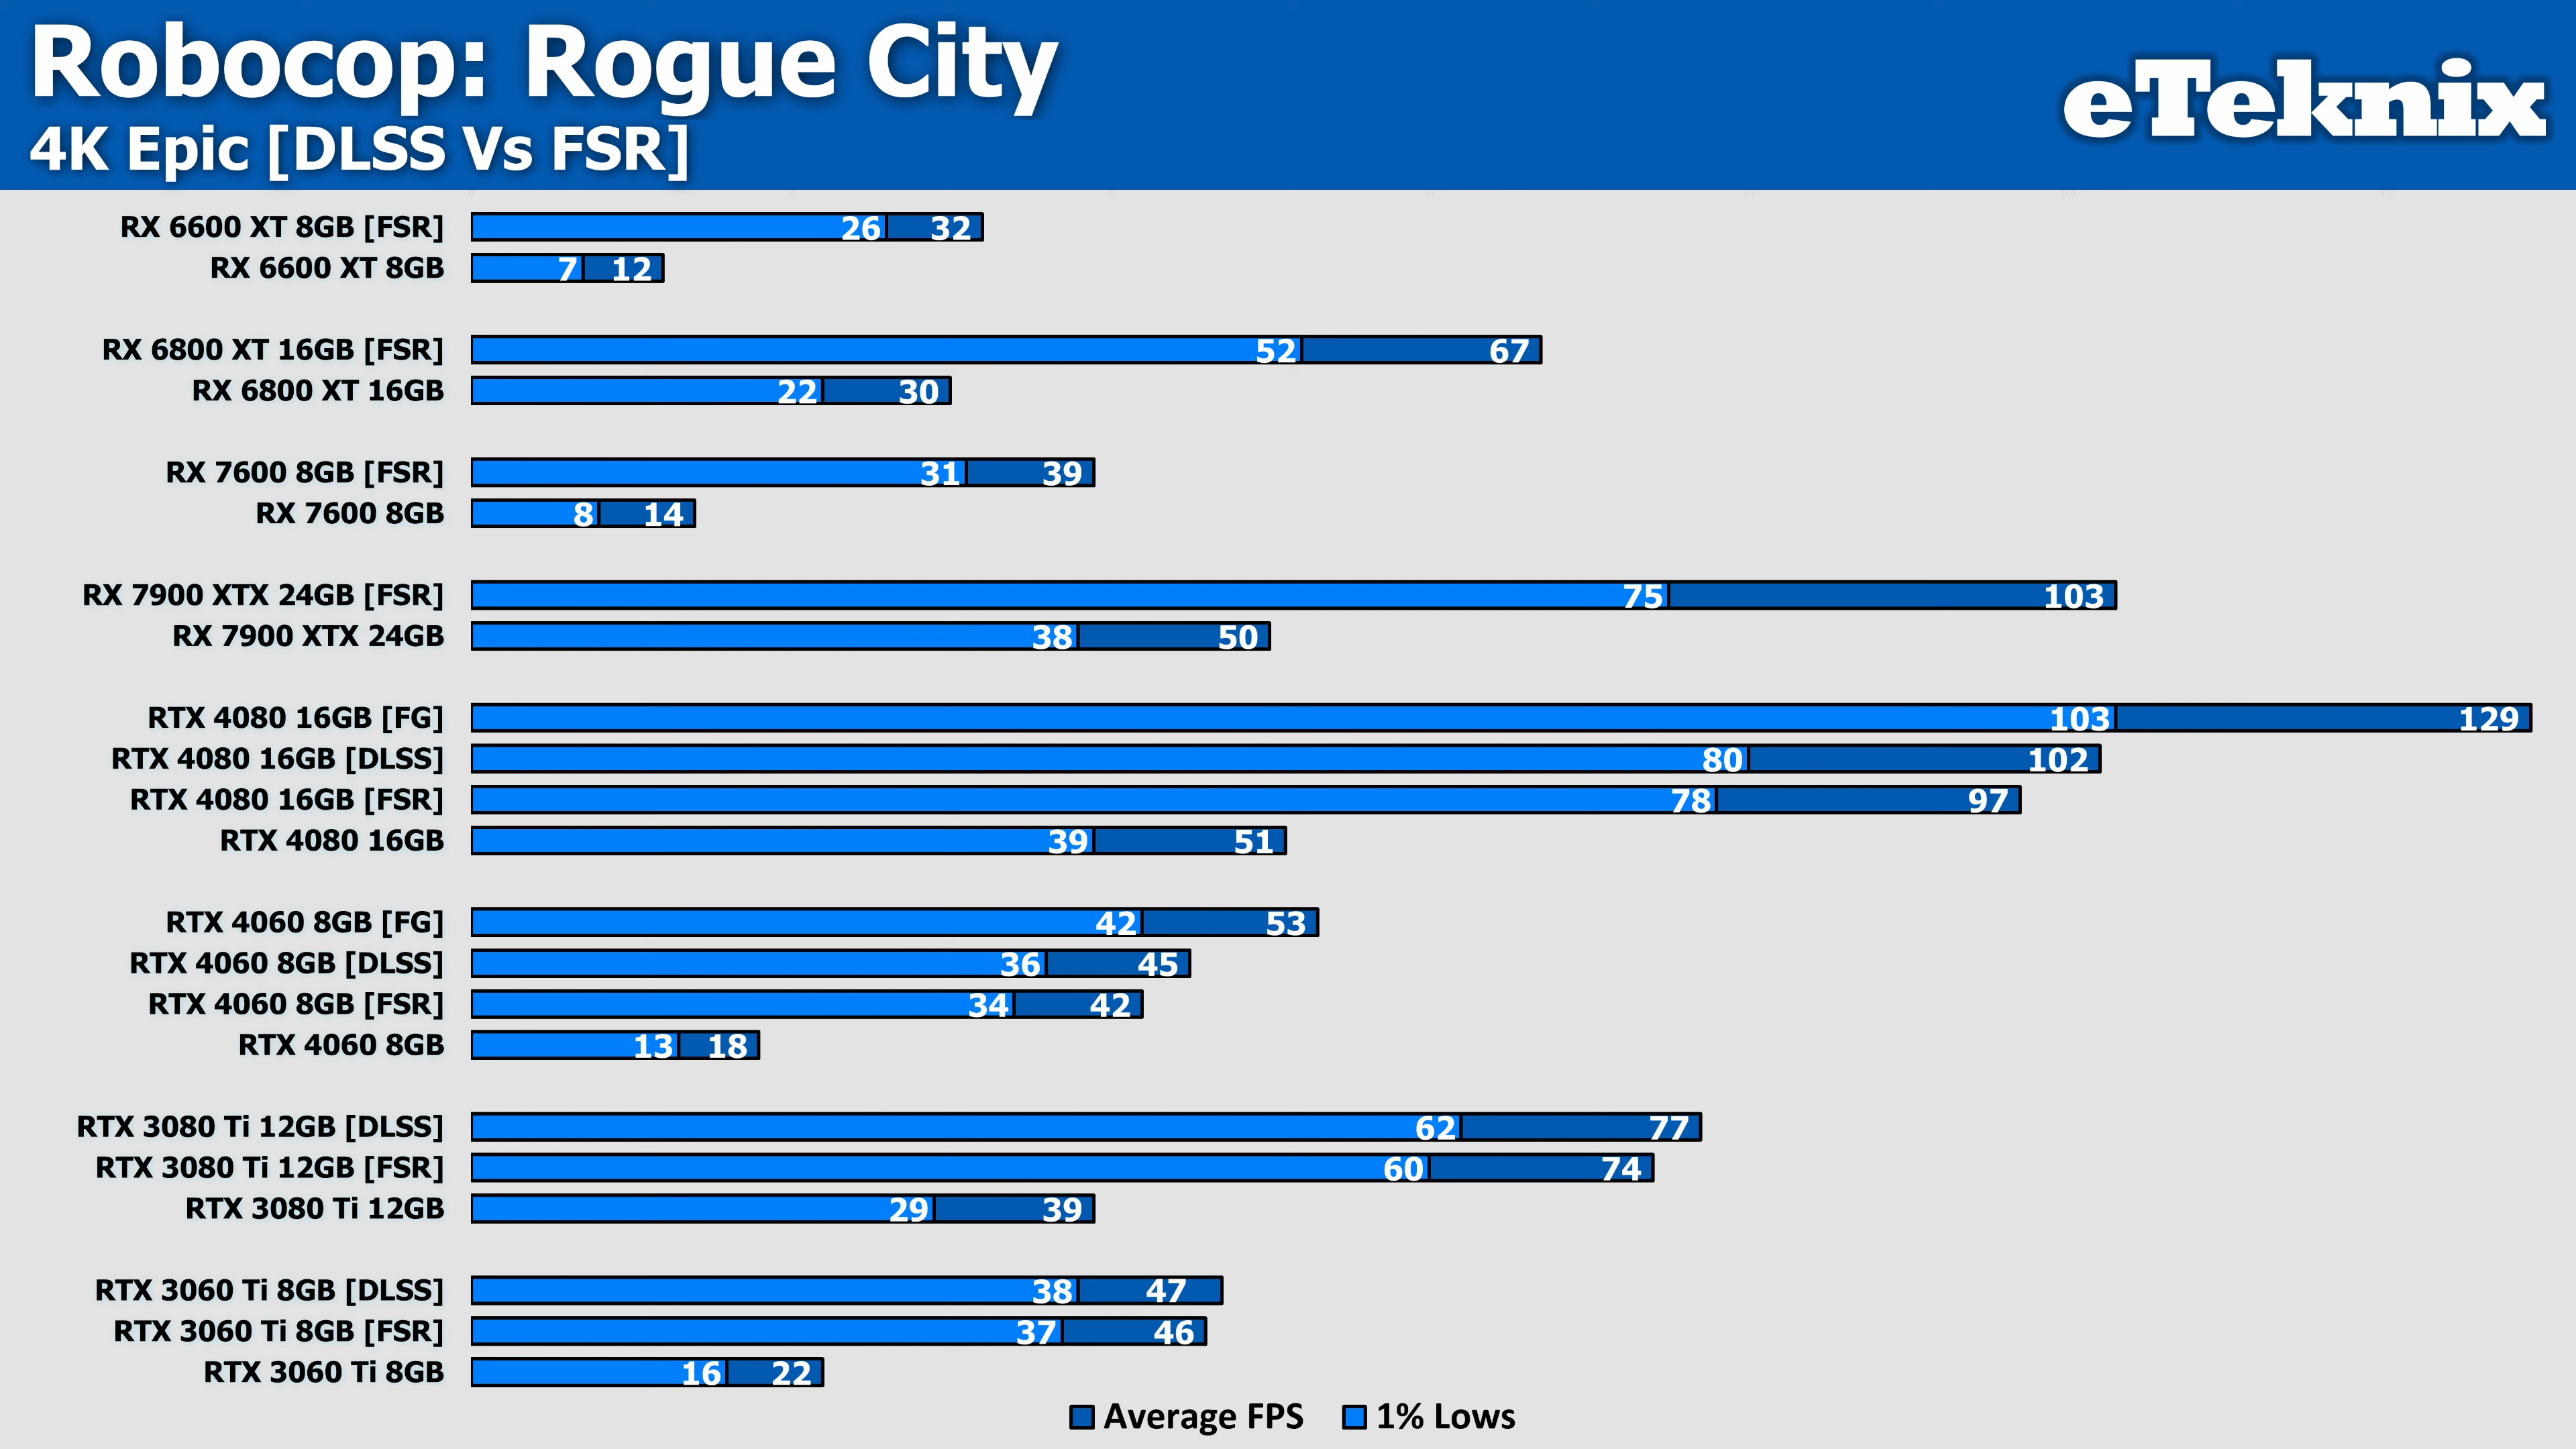 Robocop: Rogue City
4K Epic [DLSS Vs FSR]
eTeknix
RX 6600 XT 8GB [FSR] 26 32
RX 6600 XT 8GB 7 12
RX 6800 XT 16GB [FSR] 52 67
RX 6800 XT 16GB 22 30
RX 7600 8GB [FSR] 31 39
RX 7600 8GB 8 14
RX 7900 XTX 24GB [FSR] 75 103
RX 7900 XTX 24GB 38 50
RTX 4080 16GB [FG] 103 129
RTX 4080 16GB [DLSS] 80 102
RTX 4080 16GB [FSR] 78 97
RTX 4080 16GB 39 51
RTX 4060 8GB [FG] 42 53
RTX 4060 8GB [DLSS] 36 45
RTX 4060 8GB [FSR] 34 42
RTX 4060 8GB 13 18
RTX 3080 Ti 12GB [DLSS] 62 77
RTX 3080 Ti 12GB [FSR] 60 74
RTX 3080 Ti 12GB 29 39
RTX 3060 Ti 8GB [DLSS] 38 47
RTX 3060 Ti 8GB [FSR] 37 46
RTX 3060 Ti 8GB 16 22
Average FPS 1% Lows